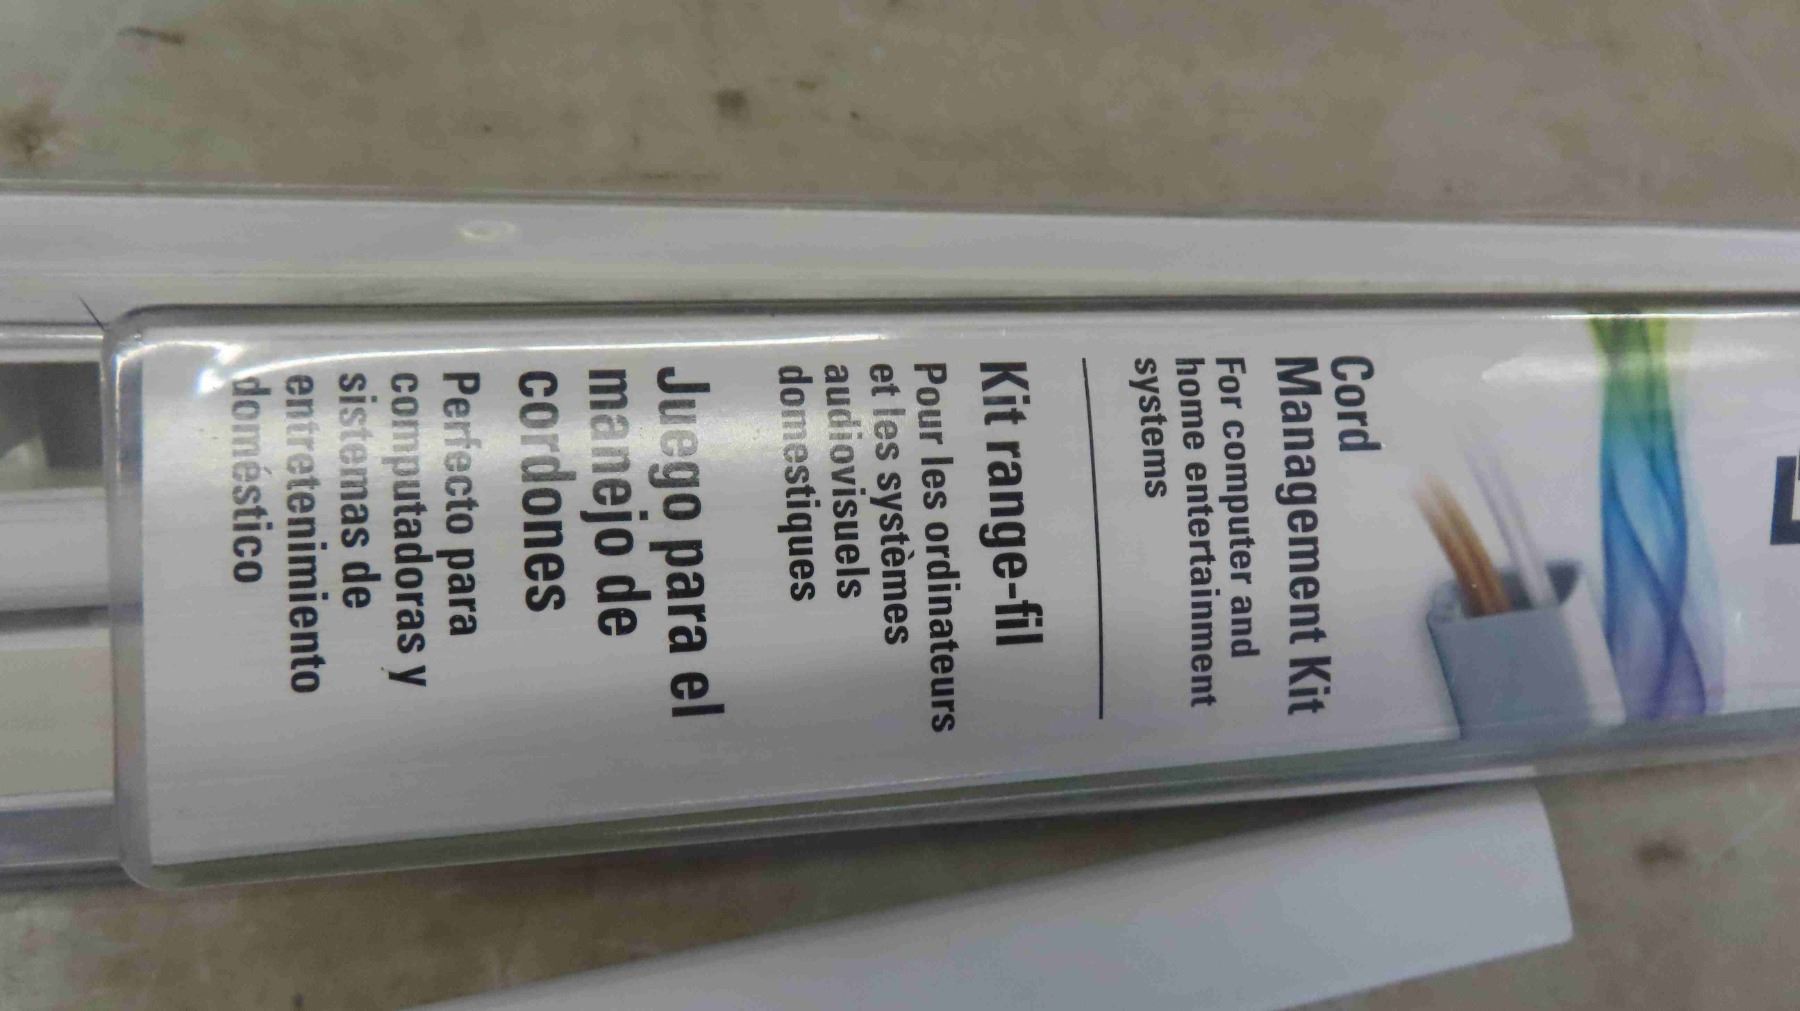 Cord
Management Kit
For computer and
home entertainment
systems
Kit range-fil
Pour les ordinateurs
et les systèmes
audiovisuels
domestiques
Juego para el
manejo de
cordones
Perfecto para
computadoras y
sistemas de
entretenimiento
doméstico